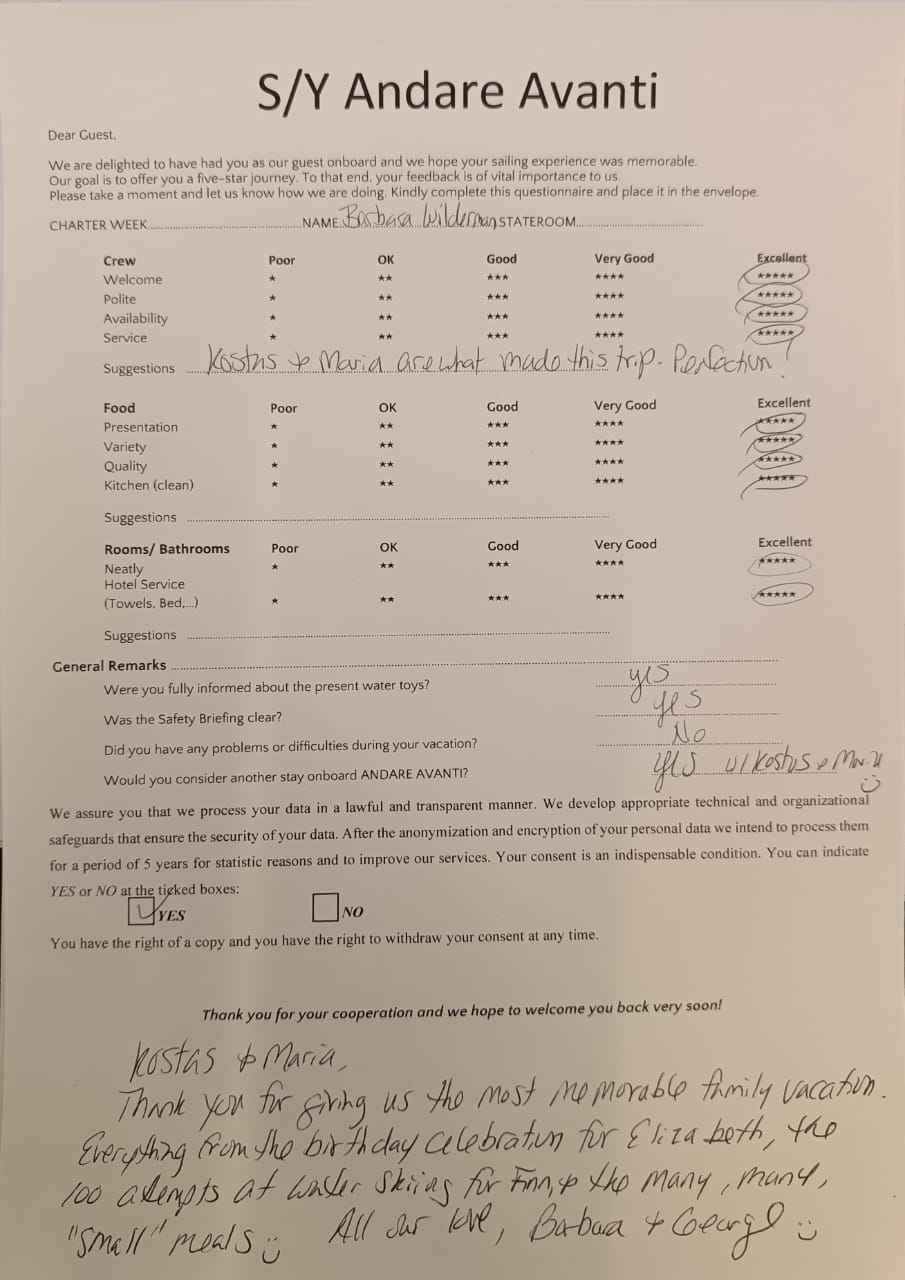 S/Y Andare Avanti
Dear Guest,
We are delighted to have had you as our guest onboard and we hope your sailing experience was memorable.
Our goal is to offer you a five-star journey. To that end, your feedback is of vital importance to us.
Please take a moment and let us know how we are doing. Kindly complete this questionnaire and place it in the envelope.
CHARTER WEEK NAME Barbara Wilderman STATEROOM
Crew Poor OK Good Very Good Excellent
Welcome * ** *** **** *****
Polite * ** *** **** *****
Availability * ** *** **** *****
Service * ** *** **** *****
Suggestions Kostas & Maria are what made this trip - Perfection!
Food Poor OK Good Very Good Excellent
Presentation * ** *** **** *****
Variety * ** *** **** *****
Quality * ** *** **** *****
Kitchen (clean) * ** *** **** *****
Suggestions
Rooms/ Bathrooms Poor OK Good Very Good Excellent
Neatly * ** *** **** *****
Hotel Service
(Towels, Bed,...) * ** *** **** *****
Suggestions
General Remarks
Were you fully informed about the present water toys? yes
Was the Safety Briefing clear? yes
Did you have any problems or difficulties during your vacation? No
Would you consider another stay onboard ANDARE AVANTI? yes w/ Kostas &
We assure you that we process your data in a lawful and transparent manner. We develop appropriate technical and organizational
safeguards that ensure the security of your data. After the anonymization and encryption of your personal data we intend to process them
for a period of 5 years for statistic reasons and to improve our services. Your consent is an indispensable condition. You can indicate
YES or NO at the ticked boxes:
YES NO
You have the right of a copy and you have the right to withdraw your consent at any time.
Thank you for your cooperation and we hope to welcome you back very soon!
Kostas & Maria,
Thank you for giving us the most memorable family vacation.
Everything from the birthday celebration for Elizabeth, the
100 attempts at water skiing for Finn, & the many, many,
"small" meals All our love, Barbara & George